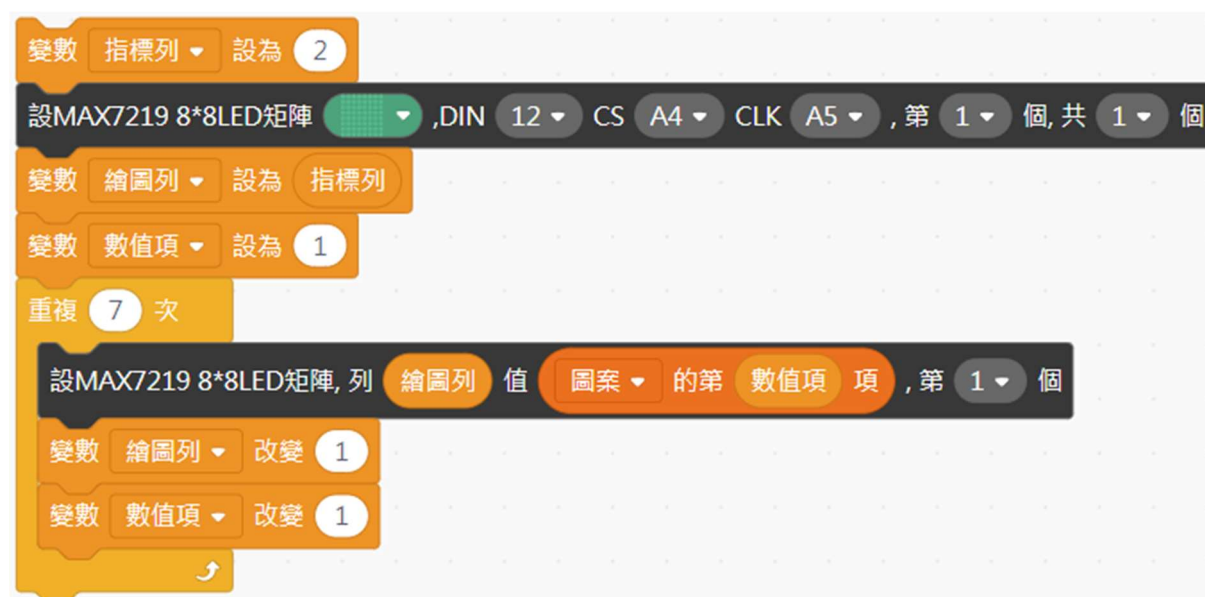 變數 指標列 設為 2
設MAX7219 8*8LED矩陣 ,DIN 12 CS A4 CLK A5 , 第 1 個, 共 1 個
變數 繪圖列 設為 指標列
變數 數值項 設為 1
重複 7 次
設MAX7219 8*8LED矩陣, 列 繪圖列 值 圖案 的第 數值項 項 , 第 1 個
變數 繪圖列 改變 1
變數 數值項 改變 1